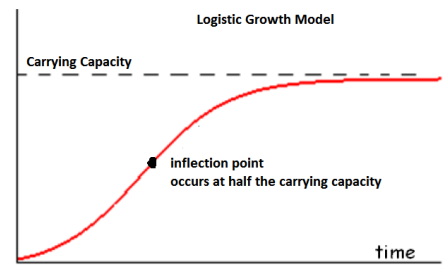 Logistic Growth Model
Carrying Capacity
inflection point
occurs at half the carrying capacity
time